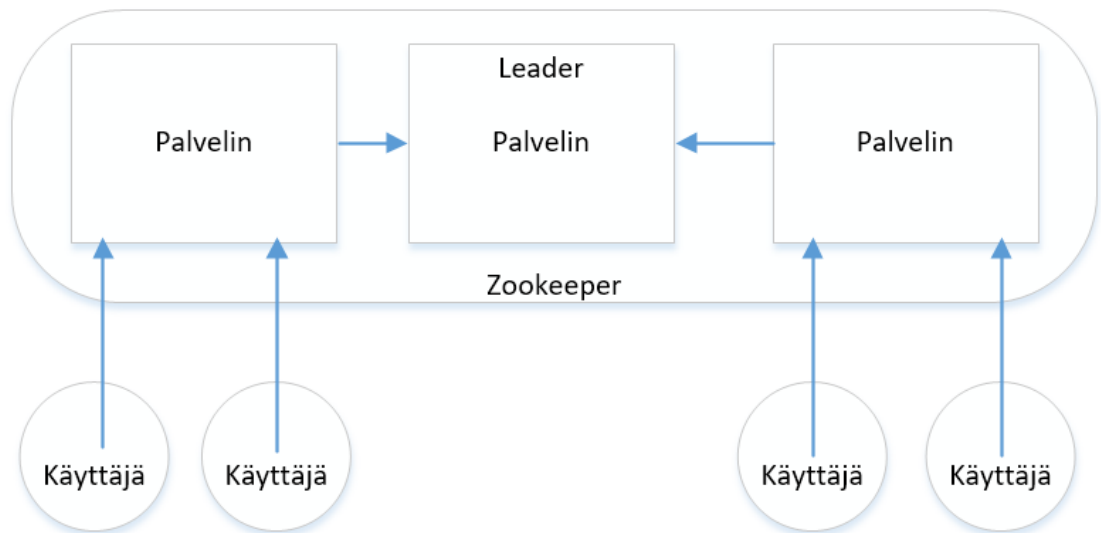 Leader
Palvelin
Palvelin
Palvelin
Zookeeper
Käyttäjä
Käyttäjä
Käyttäjä
Käyttäjä